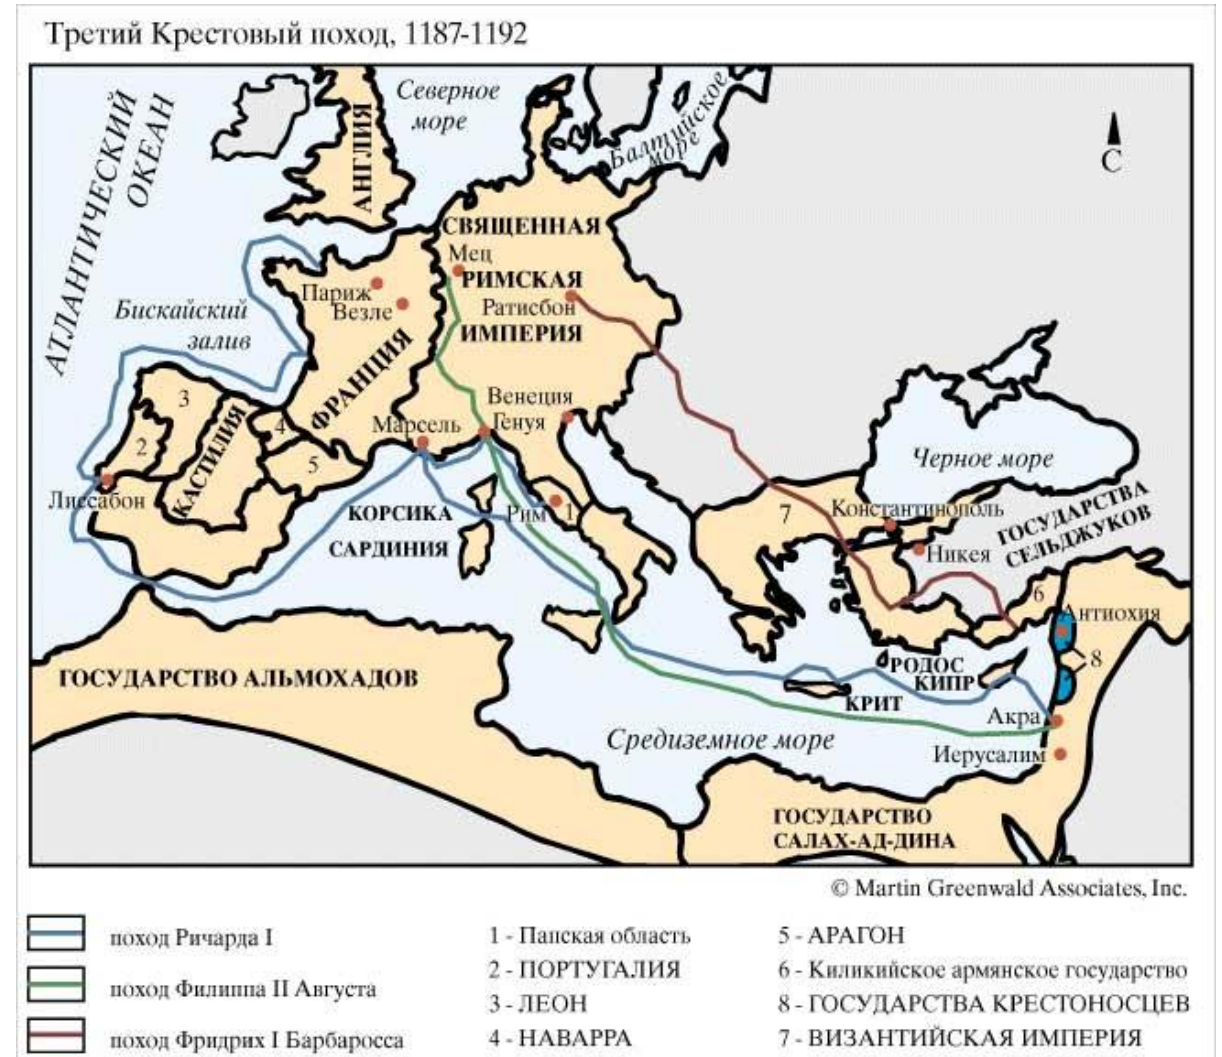 Третий Крестовый поход, 1187-1192
АТЛАНТИЧЕСКИЙ
ОКЕАН
Северное
море
Балтийское
море
С
АНГЛИЯ
СВЯЩЕННАЯ
Мец
РИМСКАЯ
Ратисбон
ИМПЕРИЯ
Париж
Везле
Бискайский
залив
ФРАНЦИЯ
Венеция
Генуя
Марсель
3
4
2
5
КАСТИЛИЯ
Лиссабон
КОРСИКА
САРДИНИЯ
Рим
1
7
Черное море
Константинополь
ГОСУДАРСТВА
СЕЛЬДЖУКОВ
Никея
6
Антиохия
8
РОДОС
КИПР
КРИТ
ГОСУДАРСТВО АЛЬМОХАДОВ
Акра
Средиземное море
Иерусалим
ГОСУДАРСТВО
САЛАХ-АД-ДИНА
© Martin Greenwald Associates, Inc.
поход Ричарда I
поход Филиппа II Августа
поход Фридрих I Барбаросса
1 - Папская область
2 - ПОРТУГАЛИЯ
3 - ЛЕОН
4 - НАВАРРА
5 - АРАГОН
6 - Киликийское армянское государство
8 - ГОСУДАРСТВА КРЕСТОНОСЦЕВ
7 - ВИЗАНТИЙСКАЯ ИМПЕРИЯ